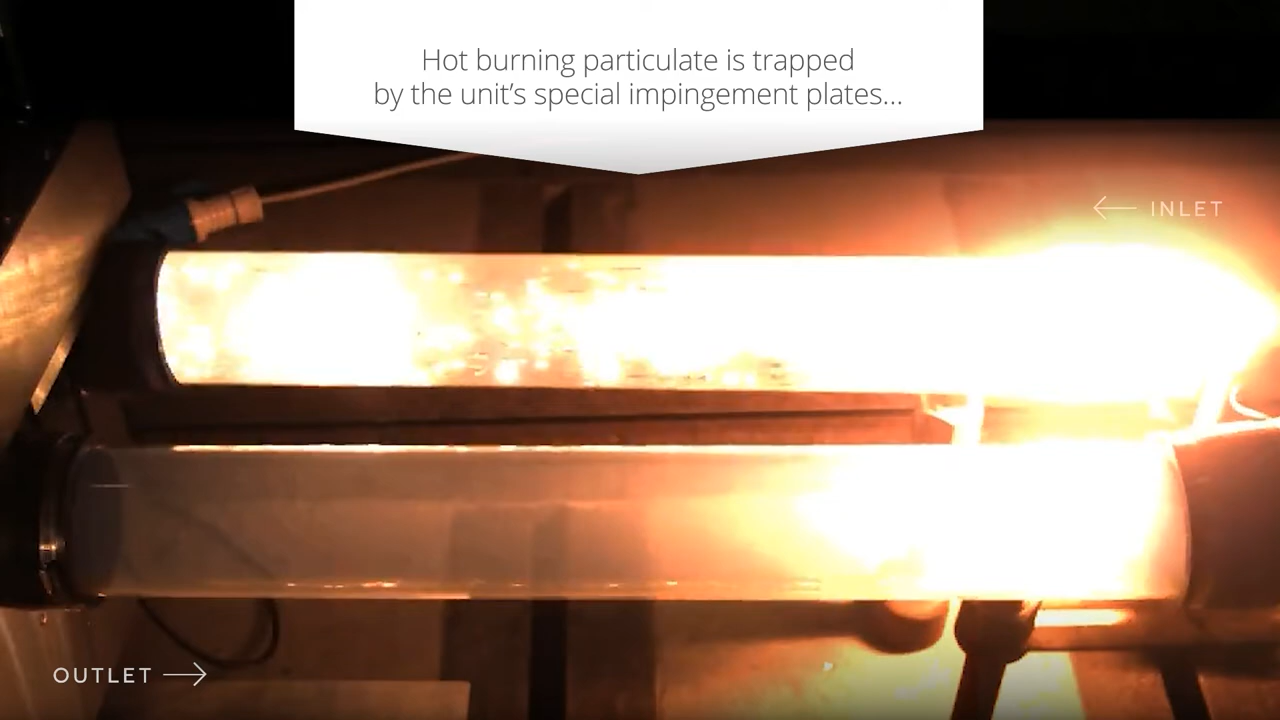 Hot burning particulate is trapped
by the unit's special impingement plates...
← INLET
OUTLET →